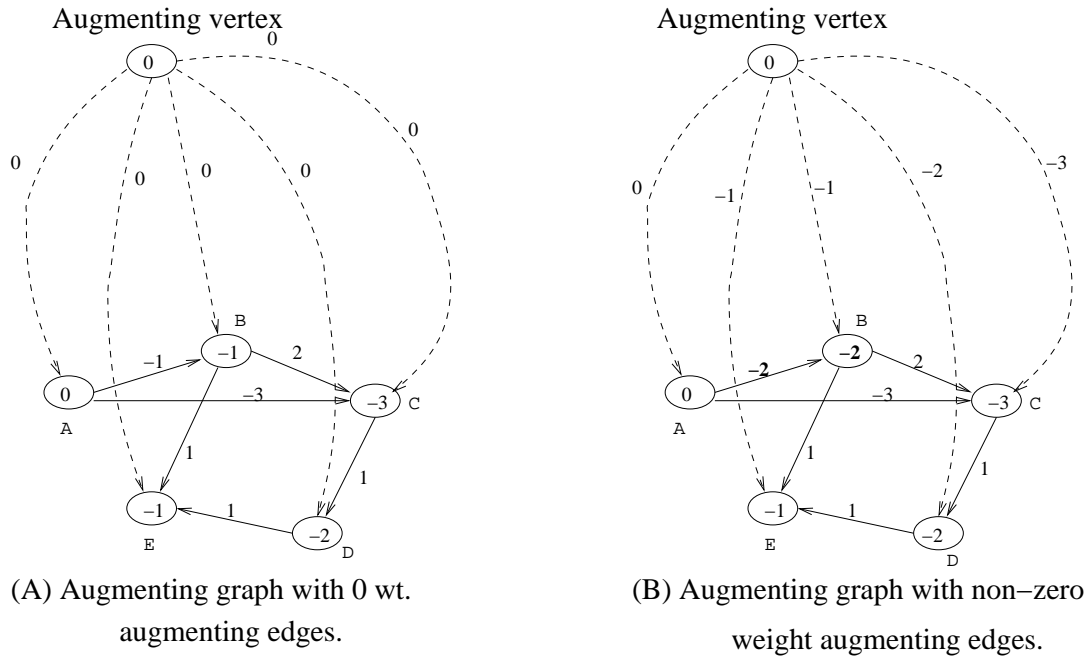 Augmenting vertex
0
0
0
0
0
0
0
B
−1
−1
2
0
A
−3
−3
C
1
1
−1
E
1
−2
D
(A) Augmenting graph with 0 wt.
augmenting edges.
Augmenting vertex
0
0
−1
−1
−2
−3
B
−2
−2
2
0
A
−3
−3
C
1
1
−1
E
1
−2
D
(B) Augmenting graph with non−zero
weight augmenting edges.